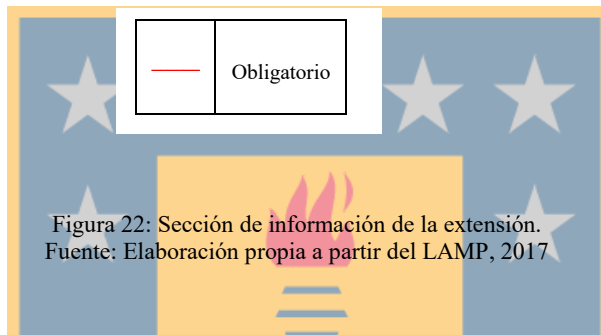 Obligatorio
Figura 22: Sección de información de la extensión.
Fuente: Elaboración propia a partir del LAMP, 2017